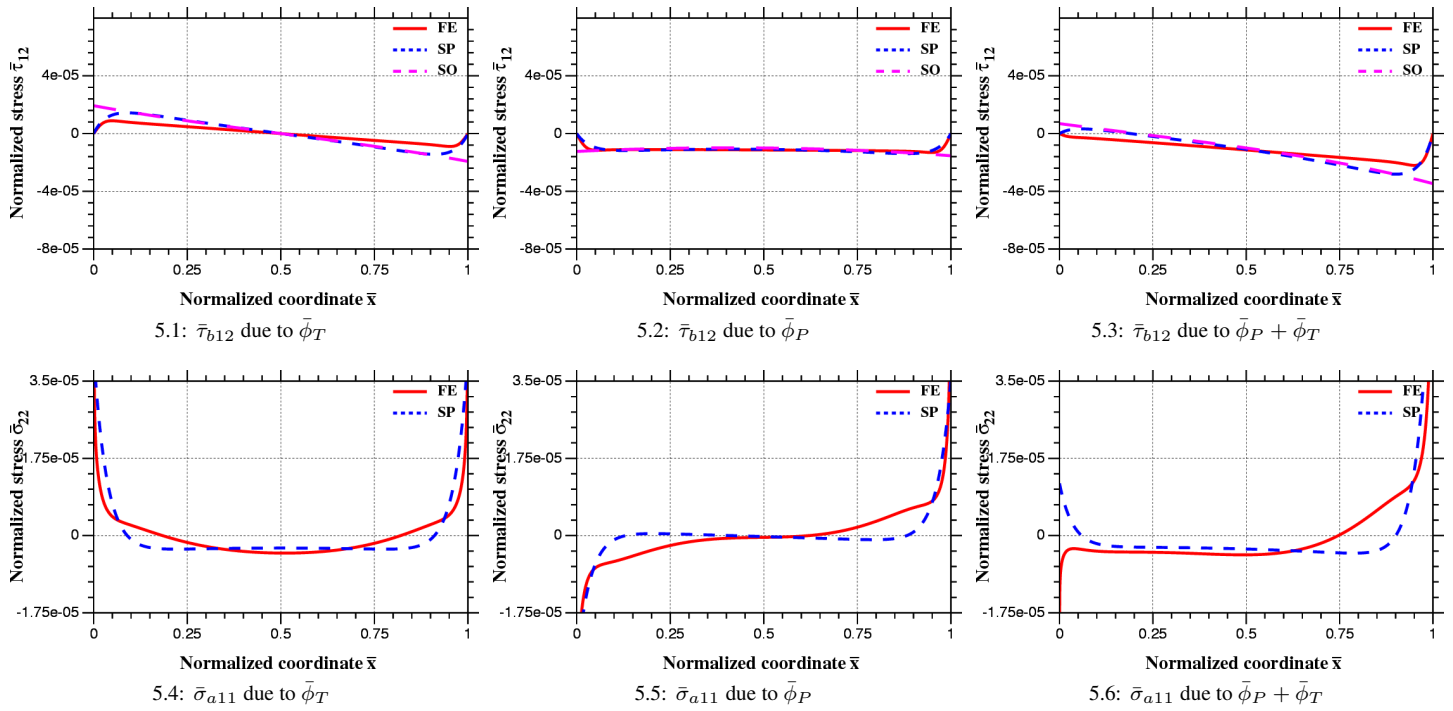 FE
SP
SO
4e-05
0
-4e-05
-8e-05
0 0.25 0.5 0.75 1
Normalized stress τ̄12
Normalized coordinate x̄
5.1: τ̄b12 due to ϕ̄T
FE
SP
SO
4e-05
0
-4e-05
-8e-05
0 0.25 0.5 0.75 1
Normalized stress τ̄12
Normalized coordinate x̄
5.2: τ̄b12 due to ϕ̄P
FE
SP
SO
4e-05
0
-4e-05
-8e-05
0 0.25 0.5 0.75 1
Normalized stress τ̄12
Normalized coordinate x̄
5.3: τ̄b12 due to ϕ̄P + ϕ̄T
3.5e-05
FE
SP
1.75e-05
0
-1.75e-05
0 0.25 0.5 0.75 1
Normalized stress σ̄22
Normalized coordinate x̄
5.4: σ̄a11 due to ϕ̄T
3.5e-05
FE
SP
1.75e-05
0
-1.75e-05
0 0.25 0.5 0.75 1
Normalized stress σ̄22
Normalized coordinate x̄
5.5: σ̄a11 due to ϕ̄P
3.5e-05
FE
SP
1.75e-05
0
-1.75e-05
0 0.25 0.5 0.75 1
Normalized stress σ̄22
Normalized coordinate x̄
5.6: σ̄a11 due to ϕ̄P + ϕ̄T